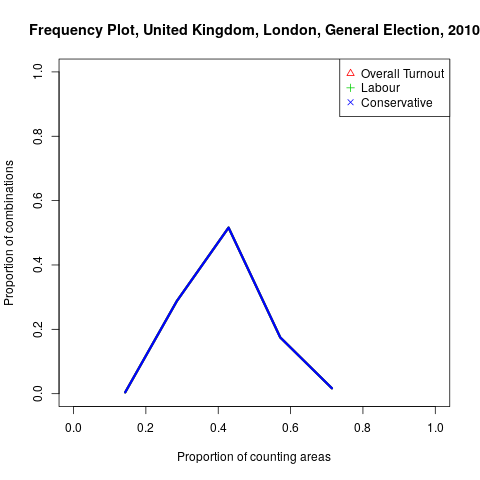 Frequency Plot, United Kingdom, London, General Election, 2010
Overall Turnout
Labour
Conservative
1.0
0.8
0.6
0.4
0.2
0.0
Proportion of combinations
0.0 0.2 0.4 0.6 0.8 1.0
Proportion of counting areas